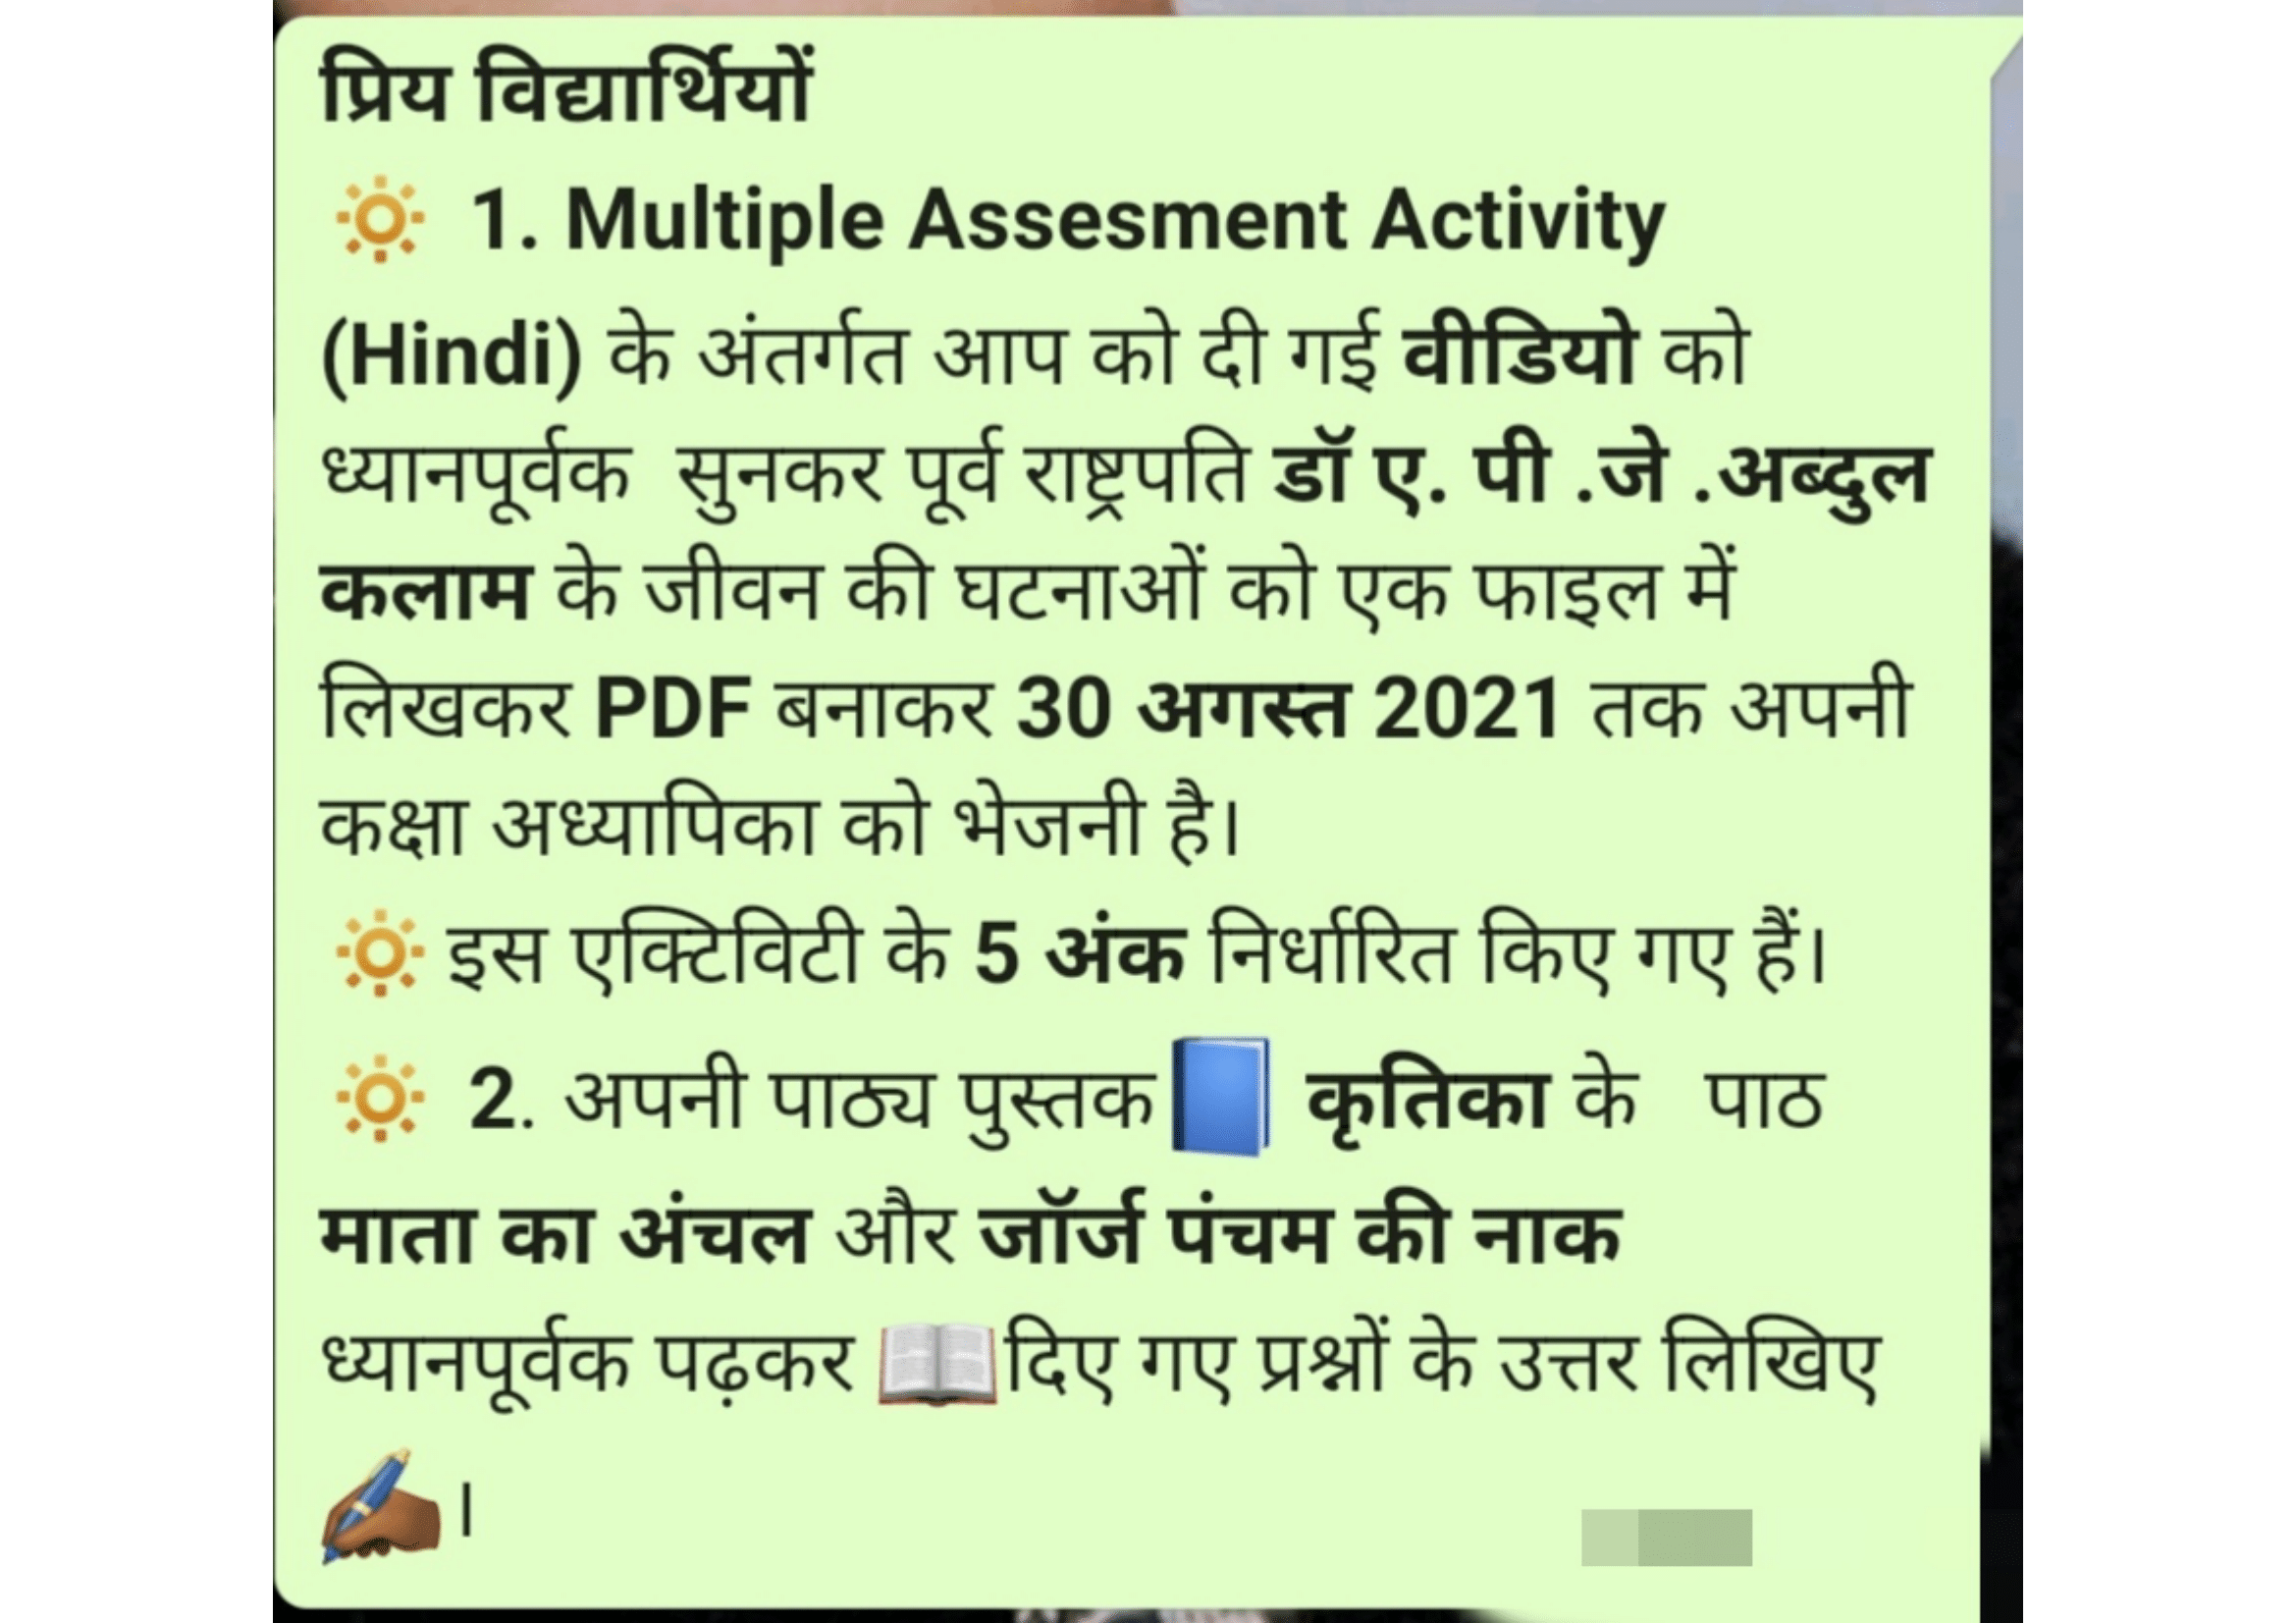 प्रिय विद्यार्थियों
🔆 1. Multiple Assesment Activity
(Hindi) के अंतर्गत आप को दी गई वीडियो को
ध्यानपूर्वक सुनकर पूर्व राष्ट्रपति डॉ ए. पी .जे .अब्दुल
कलाम के जीवन की घटनाओं को एक फाइल में
लिखकर PDF बनाकर 30 अगस्त 2021 तक अपनी
कक्षा अध्यापिका को भेजनी है।
🔆 इस एक्टिविटी के 5 अंक निर्धारित किए गए हैं।
🔆 2. अपनी पाठ्य पुस्तक📘 कृतिका के पाठ
माता का अंचल और जॉर्ज पंचम की नाक
ध्यानपूर्वक पढ़कर 📖दिए गए प्रश्नों के उत्तर लिखिए
✍🏾।